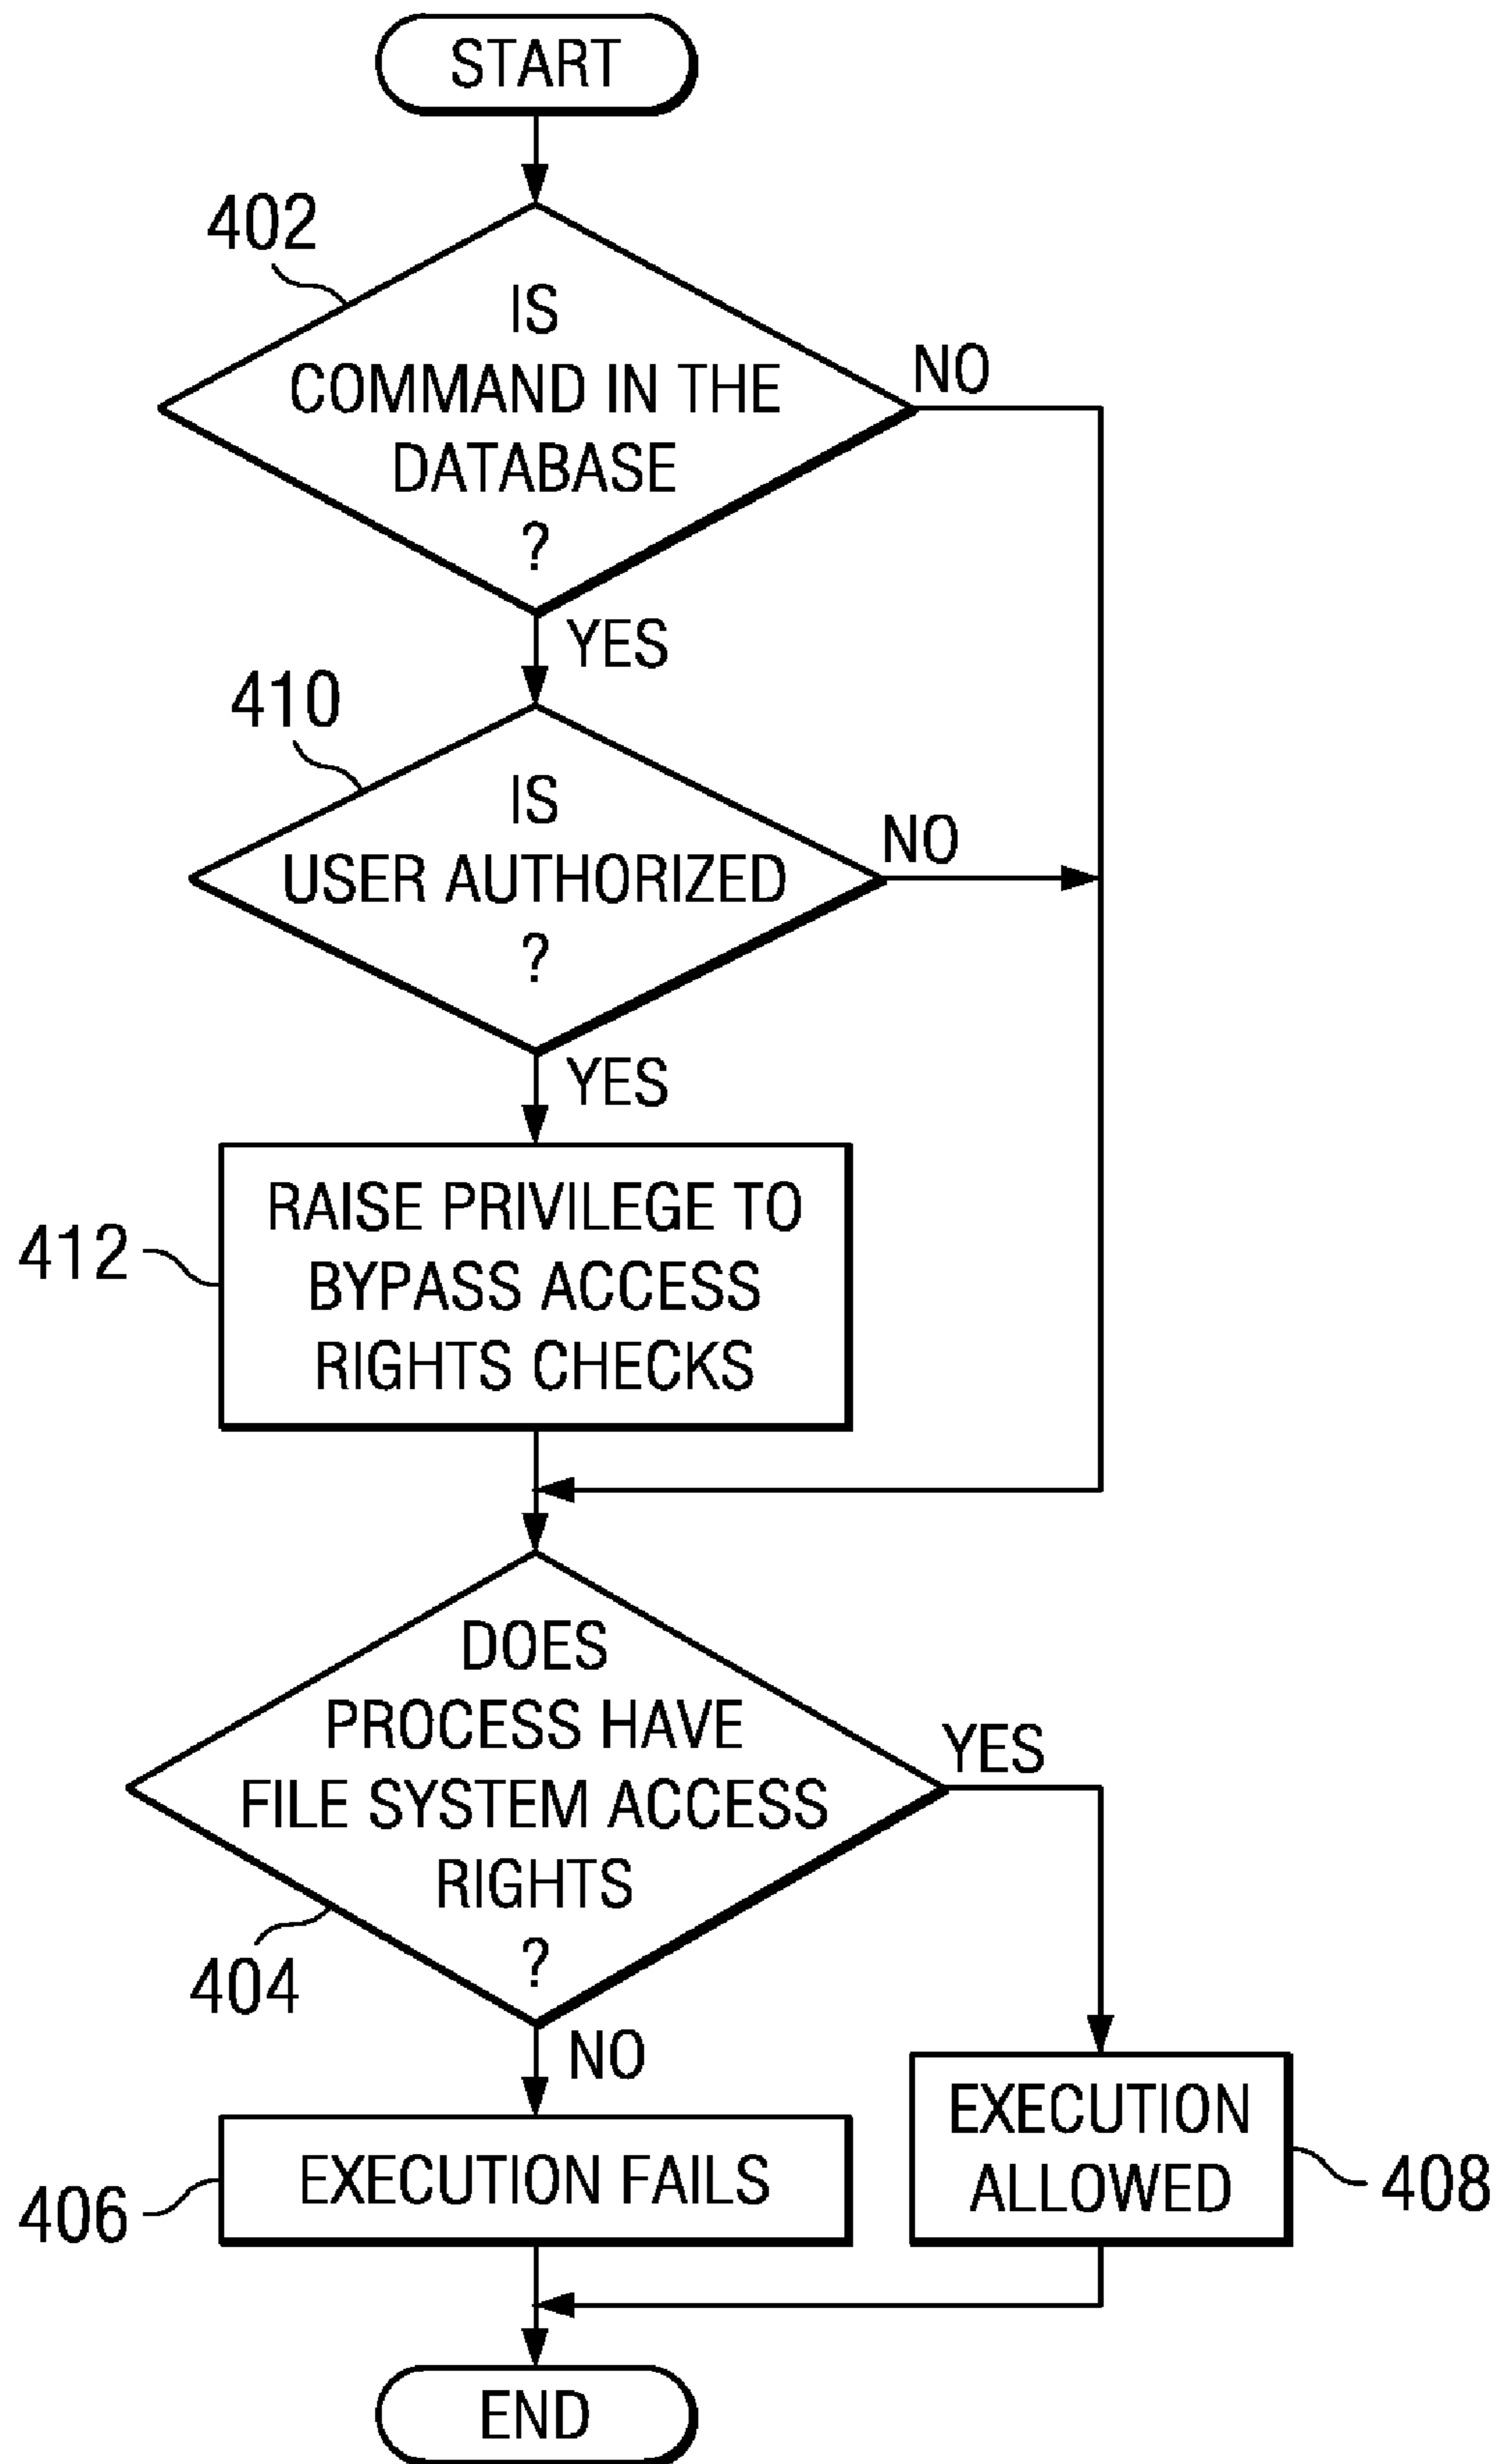 START
402
IS
COMMAND IN THE
DATABASE
?
NO
YES
410
IS
USER AUTHORIZED
?
NO
YES
412
RAISE PRIVILEGE TO
BYPASS ACCESS
RIGHTS CHECKS
DOES
PROCESS HAVE
FILE SYSTEM ACCESS
RIGHTS
?
YES
404
NO
406
EXECUTION FAILS
EXECUTION
ALLOWED
408
END